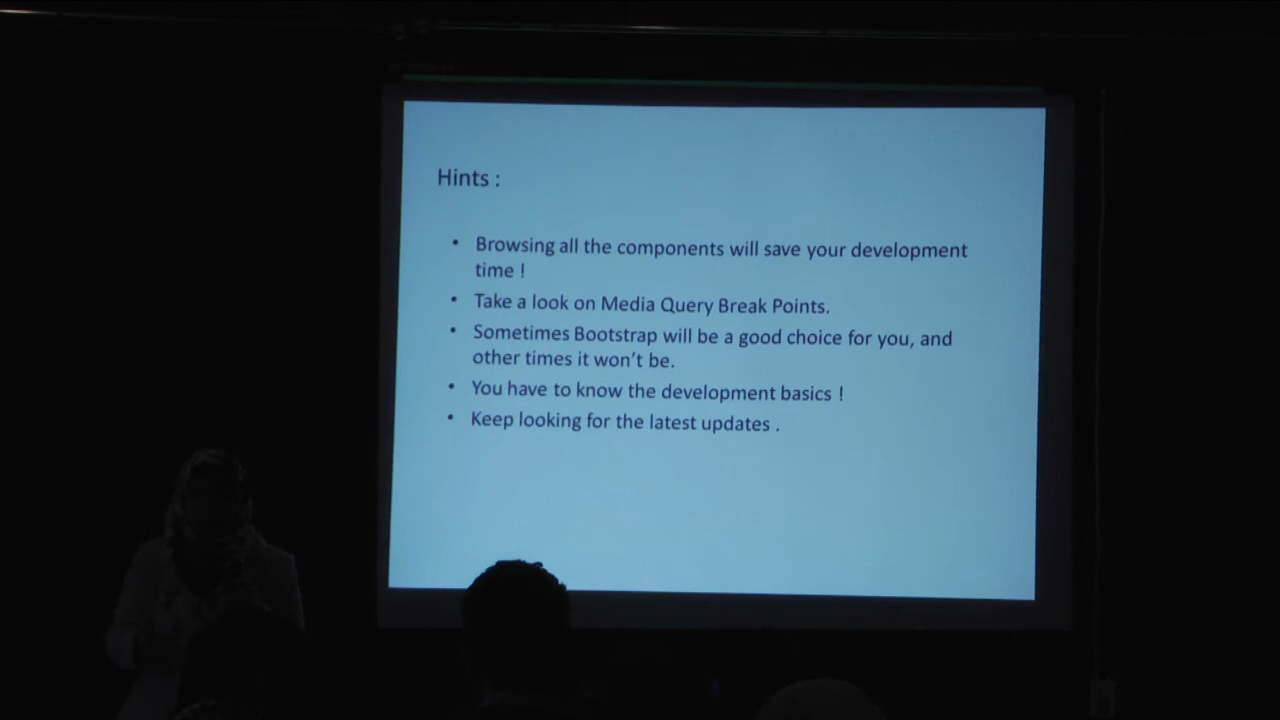 Hints :
• Browsing all the components will save your development
time !
• Take a look on Media Query Break Points.
• Sometimes Bootstrap will be a good choice for you, and
other times it won't be.
• You have to know the development basics !
• Keep looking for the latest updates .